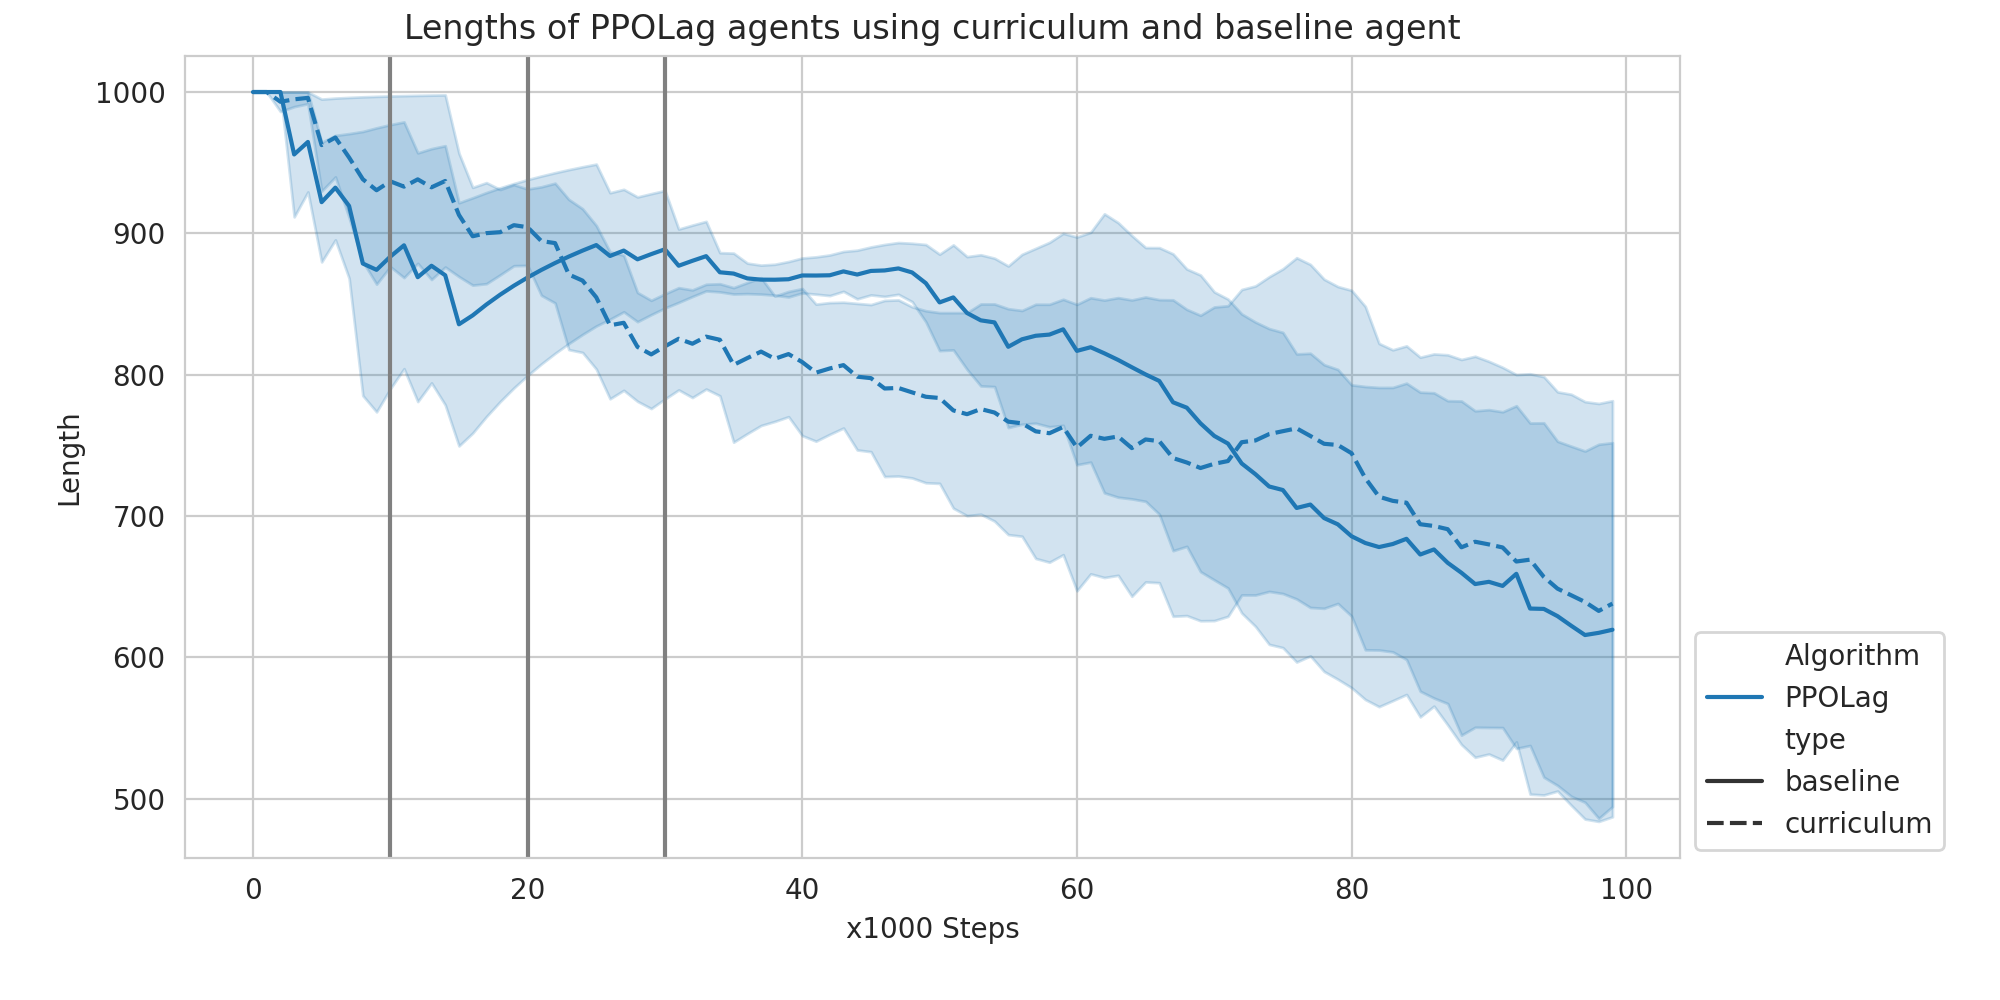 Lengths of PPOLag agents using curriculum and baseline agent
1000
900
800
700
600
500
Length
0 20 40 60 80 100
x1000 Steps
Algorithm
PPOLag
type
baseline
curriculum